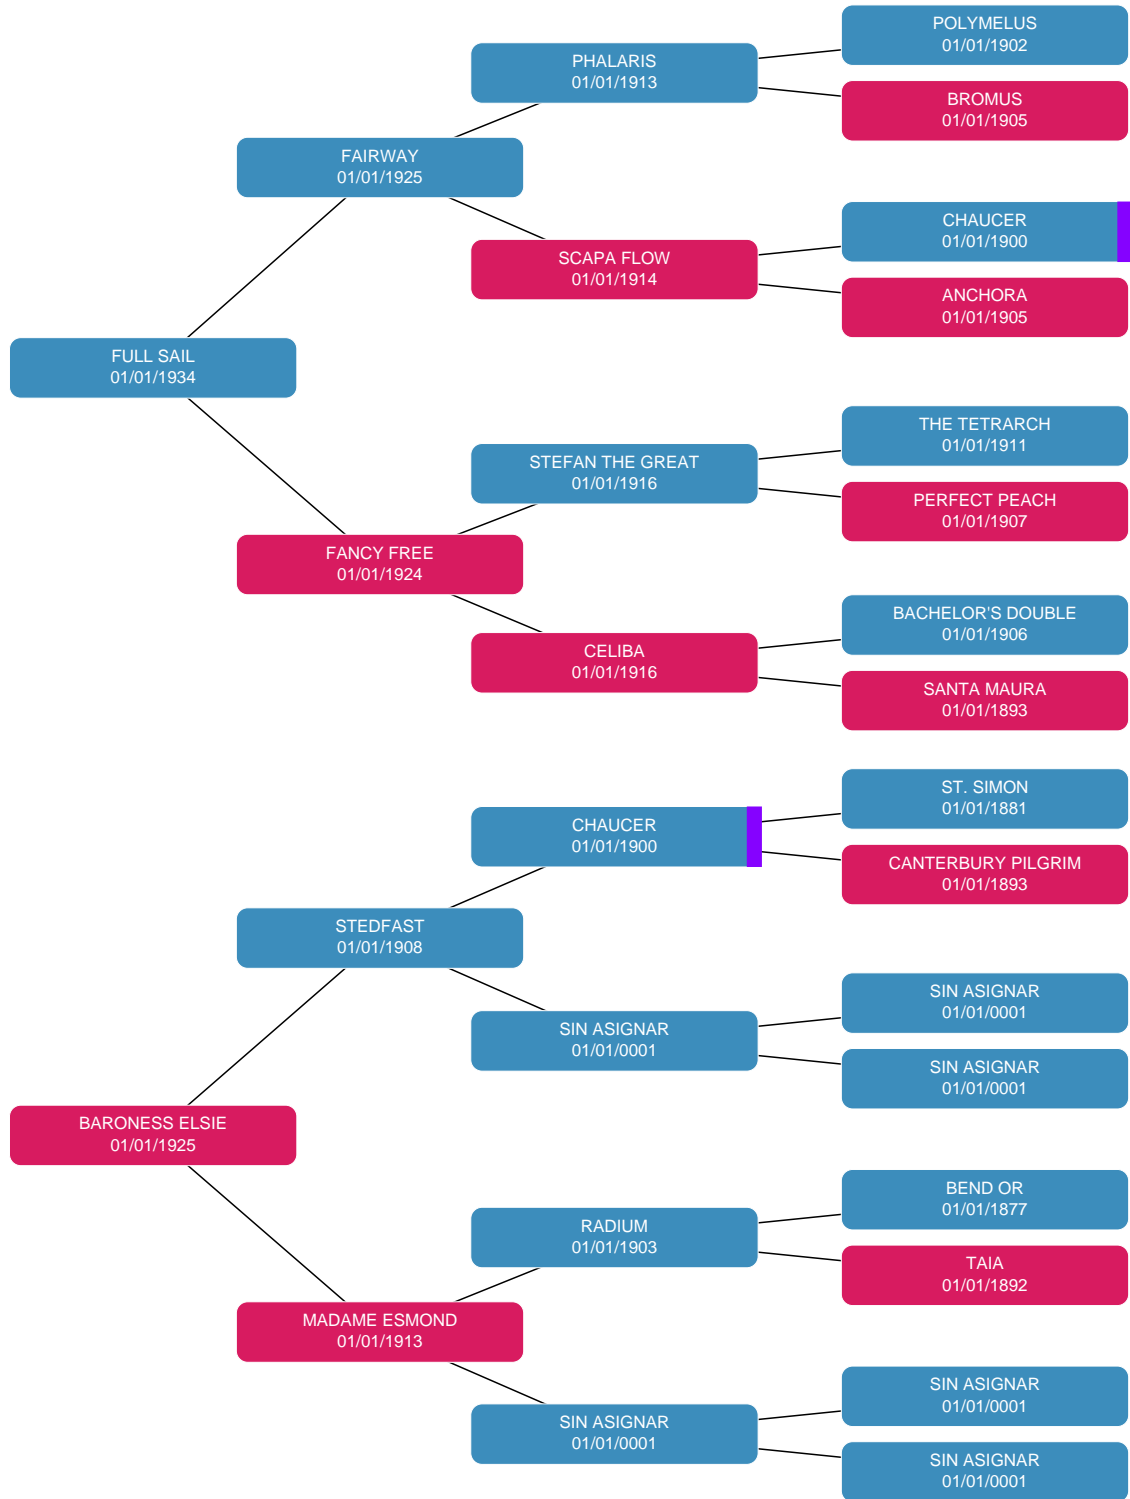 POLYMELUS
01/01/1902
PHALARIS
01/01/1913
BROMUS
01/01/1905
FAIRWAY
01/01/1925
CHAUCER
01/01/1900
SCAPA FLOW
01/01/1914
ANCHORA
01/01/1905
FULL SAIL
01/01/1934
THE TETRARCH
01/01/1911
STEFAN THE GREAT
01/01/1916
PERFECT PEACH
01/01/1907
FANCY FREE
01/01/1924
BACHELOR'S DOUBLE
01/01/1906
CELIBA
01/01/1916
SANTA MAURA
01/01/1893
ST. SIMON
01/01/1881
CHAUCER
01/01/1900
CANTERBURY PILGRIM
01/01/1893
STEDFAST
01/01/1908
SIN ASIGNAR
01/01/0001
SIN ASIGNAR
01/01/0001
SIN ASIGNAR
01/01/0001
BARONESS ELSIE
01/01/1925
BEND OR
01/01/1877
RADIUM
01/01/1903
TAIA
01/01/1892
MADAME ESMOND
01/01/1913
SIN ASIGNAR
01/01/0001
SIN ASIGNAR
01/01/0001
SIN ASIGNAR
01/01/0001